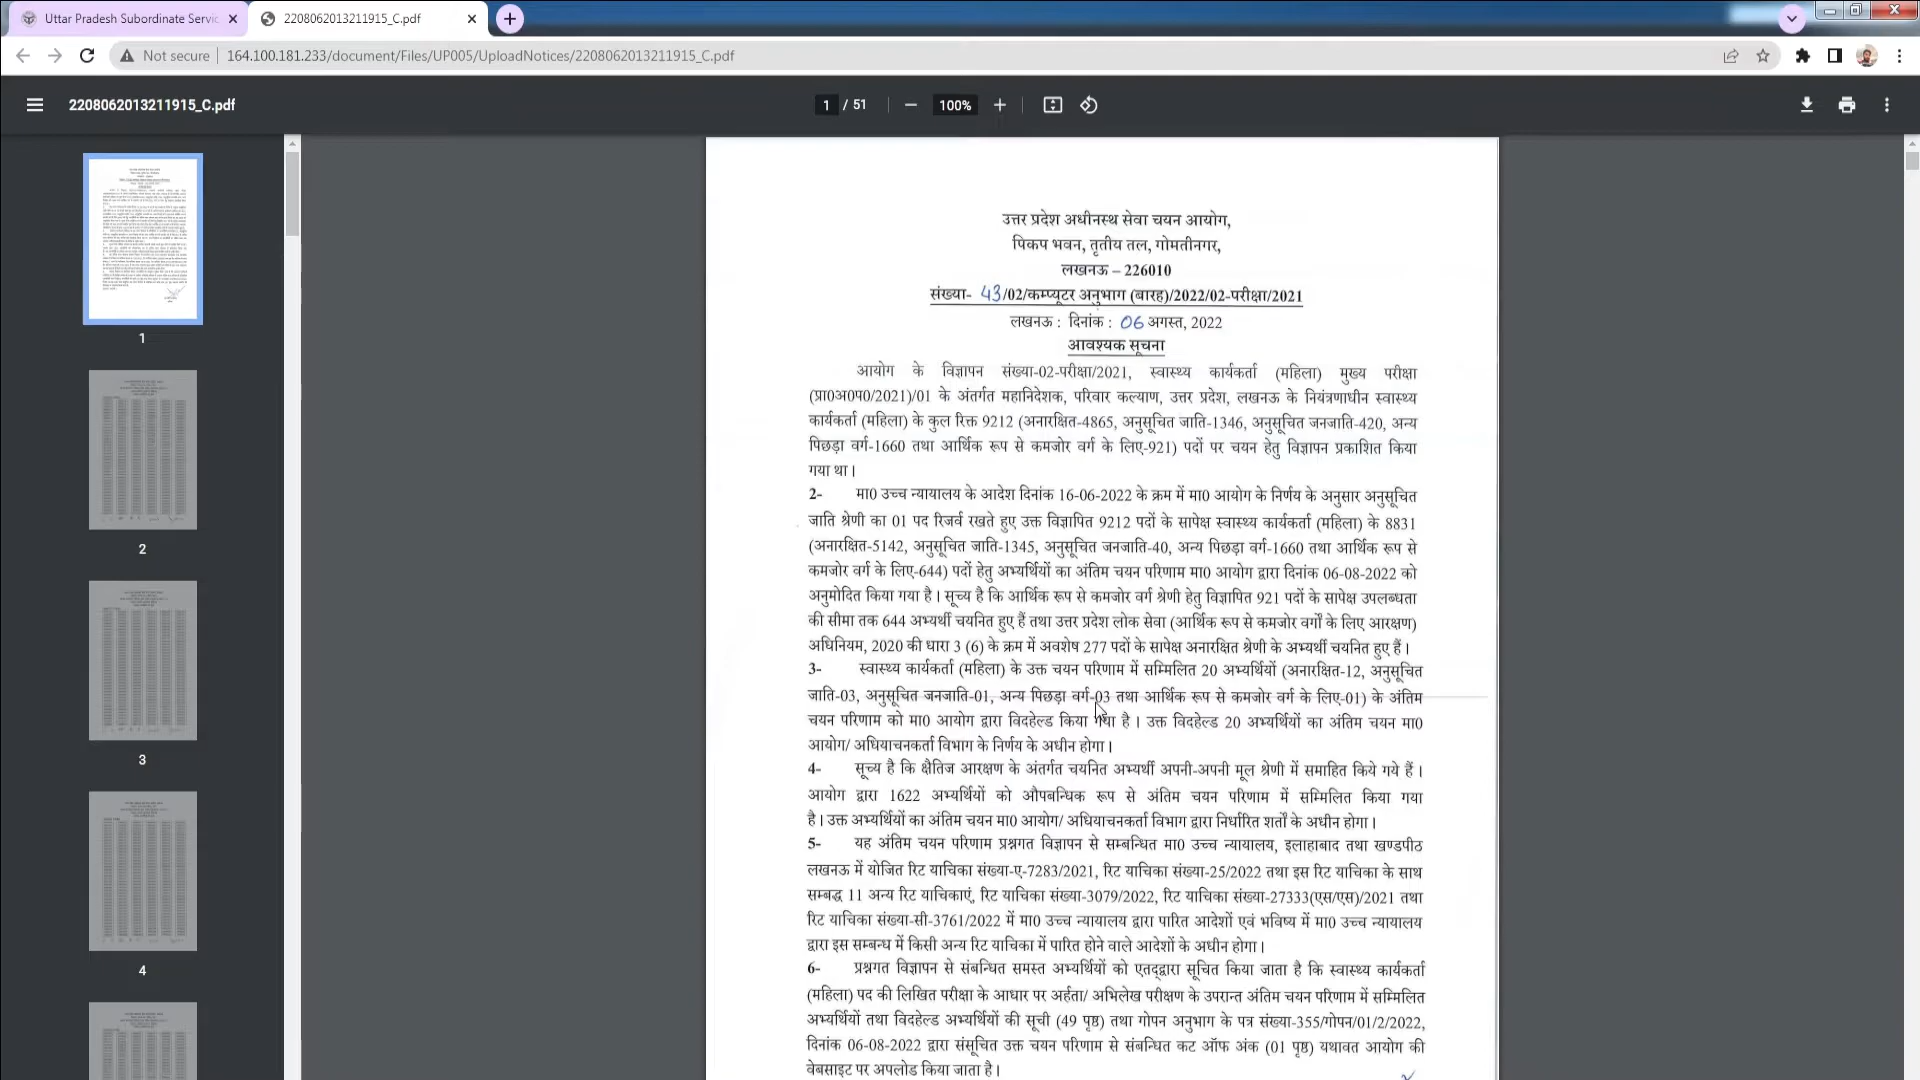 Uttar Pradesh Subordinate Servic
2208062013211915_C.pdf
Not secure
164.100.181.233/document/Files/UP005/UploadNotices/2208062013211915_C.pdf
2208062013211915_C.pdf
1 / 51
100%
1
2
3
4
उत्तर प्रदेश अधीनस्थ सेवा चयन आयोग,
पिकप भवन, तृतीय तल, गोमतीनगर,
लखनऊ – 226010
संख्या- 43/02/कम्प्यूटर अनुभाग (बारह)/2022/02-परीक्षा/2021
लखनऊ : दिनांक : 06 अगस्त, 2022
आवश्यक सूचना
आयोग के विज्ञापन संख्या-02-परीक्षा/2021, स्वास्थ्य कार्यकर्ता (महिला) मुख्य परीक्षा
(प्रा0अ0प0/2021)/01 के अंतर्गत महानिदेशक, परिवार कल्याण, उत्तर प्रदेश, लखनऊ के नियंत्रणाधीन स्वास्थ्य
कार्यकर्ता (महिला) के कुल रिक्त 9212 (अनारक्षित-4865, अनुसूचित जाति-1346, अनुसूचित जनजाति-420, अन्य
पिछड़ा वर्ग-1660 तथा आर्थिक रूप से कमजोर वर्ग के लिए-921) पदों पर चयन हेतु विज्ञापन प्रकाशित किया
गया था।
2- मा0 उच्च न्यायालय के आदेश दिनांक 16-06-2022 के क्रम में मा0 आयोग के निर्णय के अनुसार अनुसूचित
जाति श्रेणी का 01 पद रिजर्व रखते हुए उक्त विज्ञापित 9212 पदों के सापेक्ष स्वास्थ्य कार्यकर्ता (महिला) के 8831
(अनारक्षित-5142, अनुसूचित जाति-1345, अनुसूचित जनजाति-40, अन्य पिछड़ा वर्ग-1660 तथा आर्थिक रूप से
कमजोर वर्ग के लिए-644) पदों हेतु अभ्यर्थियों का अंतिम चयन परिणाम मा0 आयोग द्वारा दिनांक 06-08-2022 को
अनुमोदित किया गया है। सूच्य है कि आर्थिक रूप से कमजोर वर्ग श्रेणी हेतु विज्ञापित 921 पदों के सापेक्ष उपलब्धता
की सीमा तक 644 अभ्यर्थी चयनित हुए हैं तथा उत्तर प्रदेश लोक सेवा (आर्थिक रूप से कमजोर वर्गों के लिए आरक्षण)
अधिनियम, 2020 की धारा 3 (6) के क्रम में अवशेष 277 पदों के सापेक्ष अनारक्षित श्रेणी के अभ्यर्थी चयनित हुए हैं।
3- स्वास्थ्य कार्यकर्ता (महिला) के उक्त चयन परिणाम में सम्मिलित 20 अभ्यर्थियों (अनारक्षित-12, अनुसूचित
जाति-03, अनुसूचित जनजाति-01, अन्य पिछड़ा वर्ग-03 तथा आर्थिक रूप से कमजोर वर्ग के लिए-01) के अंतिम
चयन परिणाम को मा0 आयोग द्वारा विदहेल्ड किया गया है। उक्त विदहेल्ड 20 अभ्यर्थियों का अंतिम चयन मा0
आयोग/ अधियाचनकर्ता विभाग के निर्णय के अधीन होगा।
4- सूच्य है कि क्षैतिज आरक्षण के अंतर्गत चयनित अभ्यर्थी अपनी-अपनी मूल श्रेणी में समाहित किये गये हैं।
आयोग द्वारा 1622 अभ्यर्थियों को औपबन्धिक रूप से अंतिम चयन परिणाम में सम्मिलित किया गया
है। उक्त अभ्यर्थियों का अंतिम चयन मा0 आयोग/ अधियाचनकर्ता विभाग द्वारा निर्धारित शर्तों के अधीन होगा।
5- यह अंतिम चयन परिणाम प्रश्नगत विज्ञापन से सम्बन्धित मा0 उच्च न्यायालय, इलाहाबाद तथा खण्डपीठ
लखनऊ में योजित रिट याचिका संख्या-ए-7283/2021, रिट याचिका संख्या-25/2022 तथा इस रिट याचिका के साथ
सम्बद्ध 11 अन्य रिट याचिकाएं, रिट याचिका संख्या-3079/2022, रिट याचिका संख्या-27333(एस/एस)/2021 तथा
रिट याचिका संख्या-सी-3761/2022 में मा0 उच्च न्यायालय द्वारा पारित आदेशों एवं भविष्य में मा0 उच्च न्यायालय
द्वारा इस सम्बन्ध में किसी अन्य रिट याचिका में पारित होने वाले आदेशों के अधीन होगा।
6- प्रश्नगत विज्ञापन से संबन्धित समस्त अभ्यर्थियों को एतद्द्वारा सूचित किया जाता है कि स्वास्थ्य कार्यकर्ता
(महिला) पद की लिखित परीक्षा के आधार पर अर्हता/ अभिलेख परीक्षण के उपरान्त अंतिम चयन परिणाम में सम्मिलित
अभ्यर्थियों तथा विदहेल्ड अभ्यर्थियों की सूची (49 पृष्ठ) तथा गोपन अनुभाग के पत्र संख्या-355/गोपन/01/2/2022,
दिनांक 06-08-2022 द्वारा संसूचित उक्त चयन परिणाम से संबन्धित कट ऑफ अंक (01 पृष्ठ) यथावत आयोग की
वेबसाइट पर अपलोड किया जाता है।